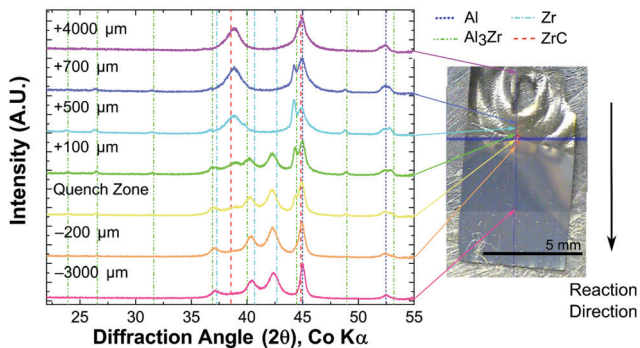 Intensity (A.U.)
+4000 µm
+700 µm
+500 µm
+100 µm
Quench Zone
−200 µm
−3000 µm
25 30 35 40 45 50 55
Diffraction Angle (2θ), Co Kα
Al Zr
Al₃Zr ZrC
5 mm
Reaction
Direction